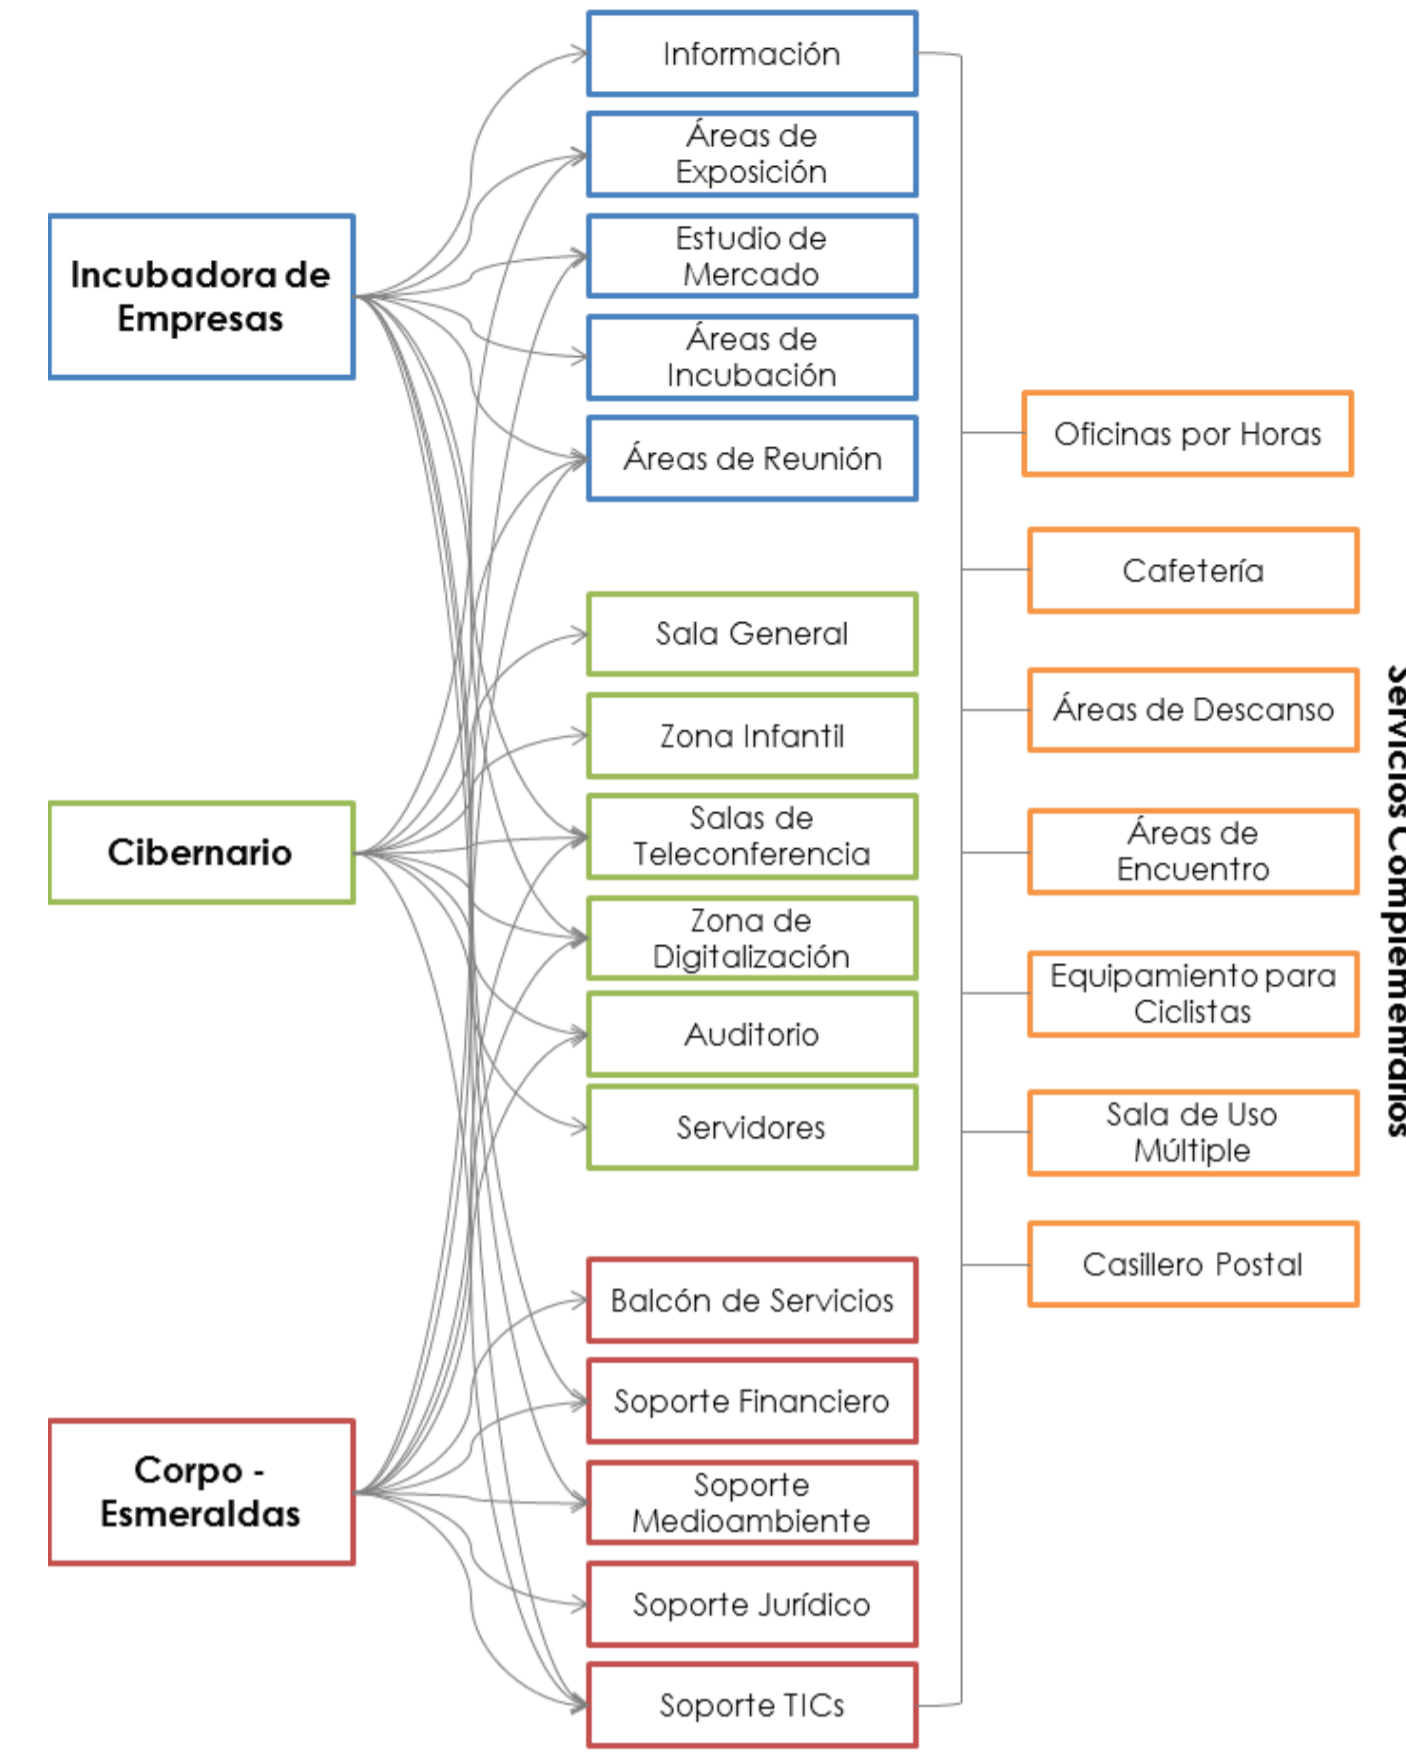 Incubadora de
Empresas
Cibernario
Corpo -
Esmeraldas
Información
Áreas de
Exposición
Estudio de
Mercado
Áreas de
Incubación
Áreas de Reunión
Sala General
Zona Infantil
Salas de
Teleconferencia
Zona de
Digitalización
Auditorio
Servidores
Balcón de Servicios
Soporte Financiero
Soporte
Medioambiente
Soporte Jurídico
Soporte TICs
Oficinas por Horas
Cafetería
Áreas de Descanso
Áreas de
Encuentro
Equipamiento para
Ciclistas
Sala de Uso
Múltiple
Casillero Postal
Servicios Complementarios